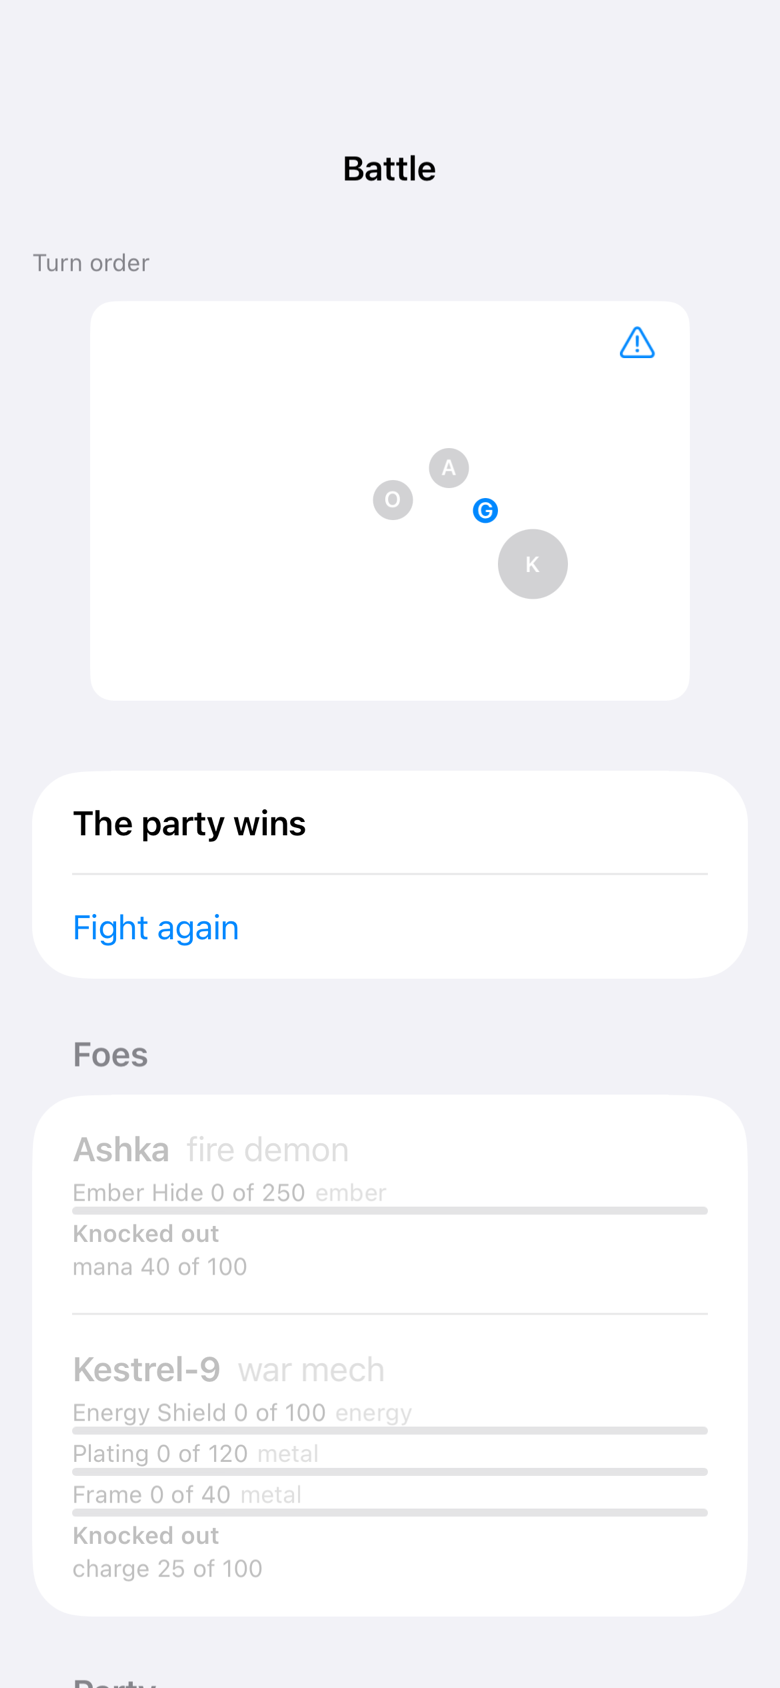 Battle
Turn order
A
O
G
K
The party wins
Fight again
Foes
Ashka fire demon
Ember Hide 0 of 250 ember
Knocked out
mana 40 of 100
Kestrel-9 war mech
Energy Shield 0 of 100 energy
Plating 0 of 120 metal
Frame 0 of 40 metal
Knocked out
charge 25 of 100
Party